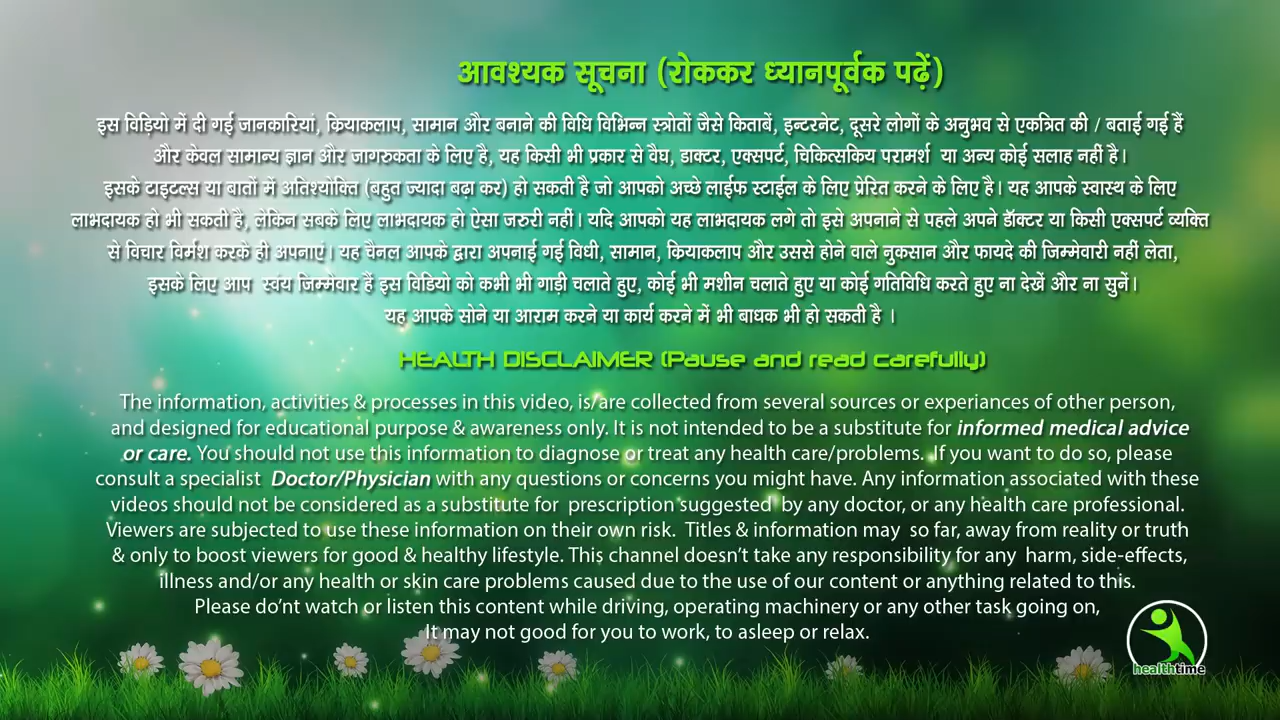 आवश्यक सूचना (रोककर ध्यानपूर्वक पढ़ें)
इस विड़ियो में दी गई जानकारियां, क्रियाकलाप, सामान और बनाने की विधि विभिन्न स्त्रोतों जैसे किताबें, इन्टरनेट, दूसरे लोगों के अनुभव से एकत्रित की / बताई गई हैं
और केवल सामान्य ज्ञान और जागरुकता के लिए है, यह किसी भी प्रकार से वैघ, डाक्टर, एक्सपर्ट, चिकित्सकिय परामर्श या अन्य कोई सलाह नहीं है।
इसके टाइटल्स या बातों में अतिश्योक्ति (बहुत ज्यादा बढ़ा कर) हो सकती है जो आपको अच्छे लाईफ स्टाईल के लिए प्रेरित करने के लिए है। यह आपके स्वास्थ के लिए
लाभदायक हो भी सकती है, लेकिन सबके लिए लाभदायक हो ऐसा जरुरी नहीं। यदि आपको यह लाभदायक लगे तो इसे अपनाने से पहले अपने डॉक्टर या किसी एक्सपर्ट व्यक्ति
से विचार विर्मश करके ही अपनाएं। यह चैनल आपके द्वारा अपनाई गई विधी, सामान, क्रियाकलाप और उससे होने वाले नुकसान और फायदे की जिम्मेवारी नहीं लेता,
इसके लिए आप स्वंय जिम्मेवार हैं इस विडियो को कभी भी गाड़ी चलाते हुए, कोई भी मशीन चलाते हुए या कोई गतिविधि करते हुए ना देखें और ना सुनें।
यह आपके सोने या आराम करने या कार्य करने में भी बाधक भी हो सकती है ।
HEALTH DISCLAIMER (Pause and read carefully)
The information, activities & processes in this video, is/are collected from several sources or experiances of other person,
and designed for educational purpose & awareness only. It is not intended to be a substitute for informed medical advice
or care. You should not use this information to diagnose or treat any health care/problems. If you want to do so, please
consult a specialist Doctor/Physician with any questions or concerns you might have. Any information associated with these
videos should not be considered as a substitute for prescription suggested by any doctor, or any health care professional.
Viewers are subjected to use these information on their own risk. Titles & information may so far, away from reality or truth
& only to boost viewers for good & healthy lifestyle. This channel doesn't take any responsibility for any harm, side-effects,
illness and/or any health or skin care problems caused due to the use of our content or anything related to this.
Please do'nt watch or listen this content while driving, operating machinery or any other task going on,
It may not good for you to work, to asleep or relax.
healthtime